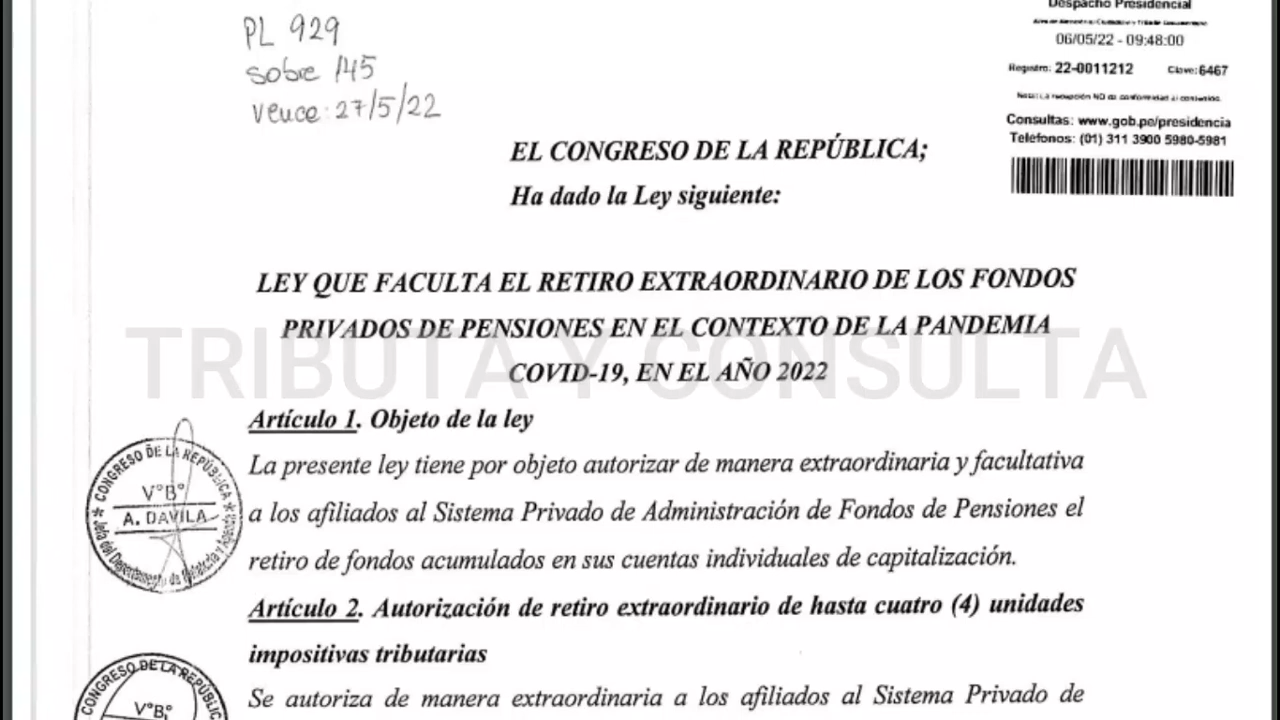 PL 929
sobre 145
vence: 27/5/22
Despacho Presidencial
06/05/22 - 09:48:00
Registro: 22-0011212 Clave: 6467
Consultas: www.gob.pe/presidencia
Telefonos: (01) 311 3900 5980-5981
EL CONGRESO DE LA REPÚBLICA;
Ha dado la Ley siguiente:
LEY QUE FACULTA EL RETIRO EXTRAORDINARIO DE LOS FONDOS
PRIVADOS DE PENSIONES EN EL CONTEXTO DE LA PANDEMIA
COVID-19, EN EL AÑO 2022
TRIBUTA Y CONSULTA
Artículo 1. Objeto de la ley
La presente ley tiene por objeto autorizar de manera extraordinaria y facultativa
a los afiliados al Sistema Privado de Administración de Fondos de Pensiones el
retiro de fondos acumulados en sus cuentas individuales de capitalización.
CONGRESO DE LA REPÚBLICA
V°B°
A. DAVILA
Jefa del Departamento de
Artículo 2. Autorización de retiro extraordinario de hasta cuatro (4) unidades
impositivas tributarias
Se autoriza de manera extraordinaria a los afiliados al Sistema Privado de
CONGRESO DE LA REPÚBLICA
V°B°